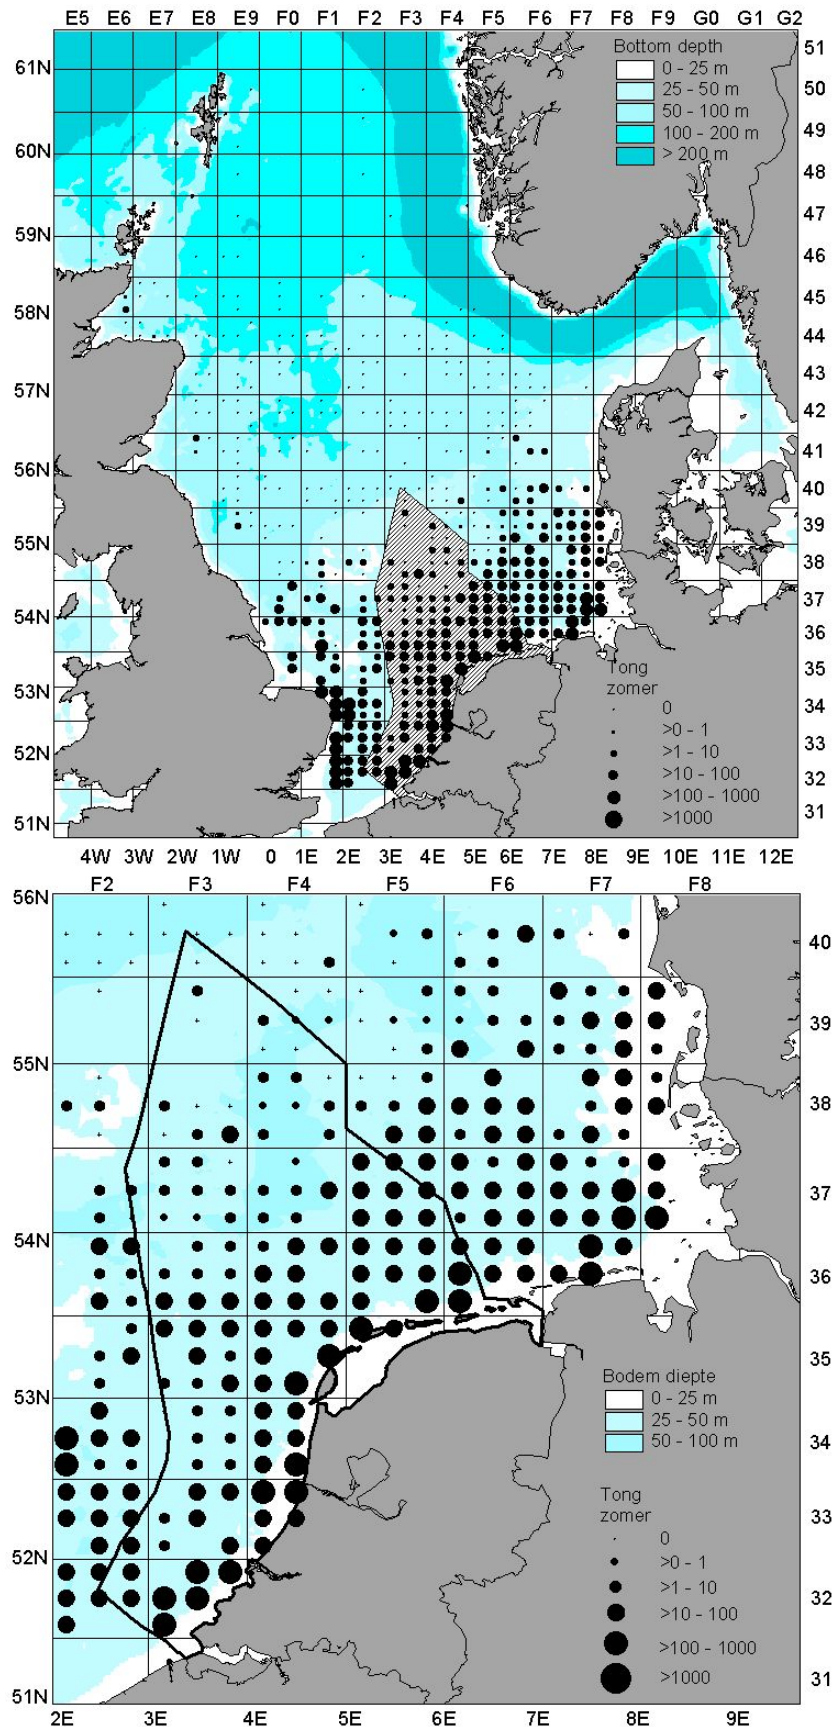 E5 E6 E7 E8 E9 F0 F1 F2 F3 F4 F5 F6 F7 F8 F9 G0 G1 G2
Bottom depth
0 - 25 m
25 - 50 m
50 - 100 m
100 - 200 m
> 200 m
61N
60N
59N
58N
57N
56N
55N
54N
53N
52N
51N
51
50
49
48
47
46
45
44
43
42
41
40
39
38
37
36
35
34
33
32
31
Tong
zomer
0
>0 - 1
>1 - 10
>10 - 100
>100 - 1000
>1000
4W 3W 2W 1W 0 1E 2E 3E 4E 5E 6E 7E 8E 9E 10E 11E 12E
F2 F3 F4 F5 F6 F7 F8
56N
55N
54N
53N
52N
51N
40
39
38
37
36
35
34
33
32
31
Bodem diepte
0 - 25 m
25 - 50 m
50 - 100 m
Tong
zomer
0
>0 - 1
>1 - 10
>10 - 100
>100 - 1000
>1000
2E 3E 4E 5E 6E 7E 8E 9E